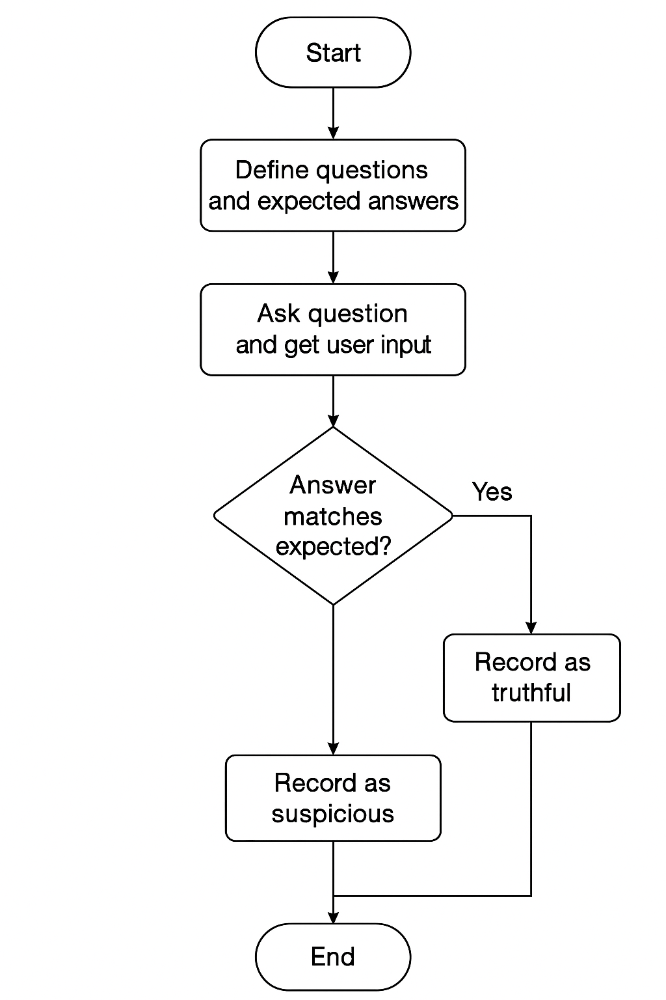 Start
Define questions
and expected answers
Ask question
and get user input
Answer
matches
expected?
Yes
Record as
truthful
Record as
suspicious
End